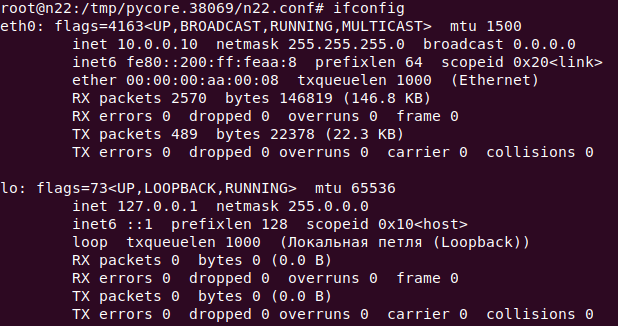 root@n22:/tmp/pycore.38069/n22.conf# ifconfig
eth0: flags=4163<UP,BROADCAST,RUNNING,MULTICAST>  mtu 1500
        inet 10.0.0.10  netmask 255.255.255.0  broadcast 0.0.0.0
        inet6 fe80::200:ff:feaa:8  prefixlen 64  scopeid 0x20<link>
        ether 00:00:00:aa:00:08  txqueuelen 1000  (Ethernet)
        RX packets 2570  bytes 146819 (146.8 KB)
        RX errors 0  dropped 0  overruns 0  frame 0
        TX packets 489  bytes 22378 (22.3 KB)
        TX errors 0  dropped 0 overruns 0  carrier 0  collisions 0

lo: flags=73<UP,LOOPBACK,RUNNING>  mtu 65536
        inet 127.0.0.1  netmask 255.0.0.0
        inet6 ::1  prefixlen 128  scopeid 0x10<host>
        loop  txqueuelen 1000  (Локальная петля (Loopback))
        RX packets 0  bytes 0 (0.0 B)
        RX errors 0  dropped 0  overruns 0  frame 0
        TX packets 0  bytes 0 (0.0 B)
        TX errors 0  dropped 0 overruns 0  carrier 0  collisions 0